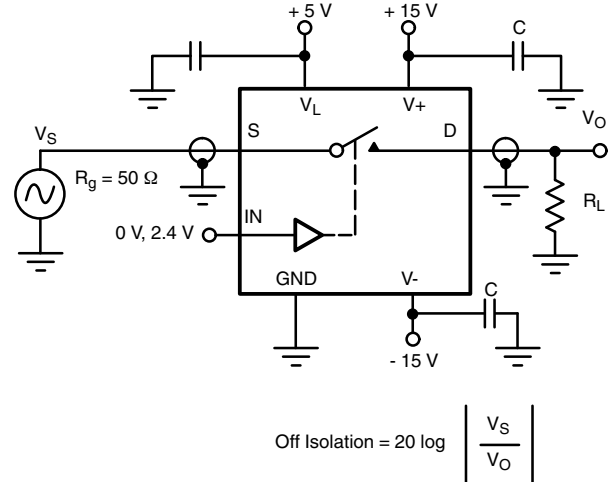 + 5 V
+ 15 V
C
V_L
V+
V_S
S
D
V_O
R_g = 50 Ω
R_L
IN
0 V, 2.4 V
GND
V-
C
- 15 V
Off Isolation = 20 log | V_S / V_O |